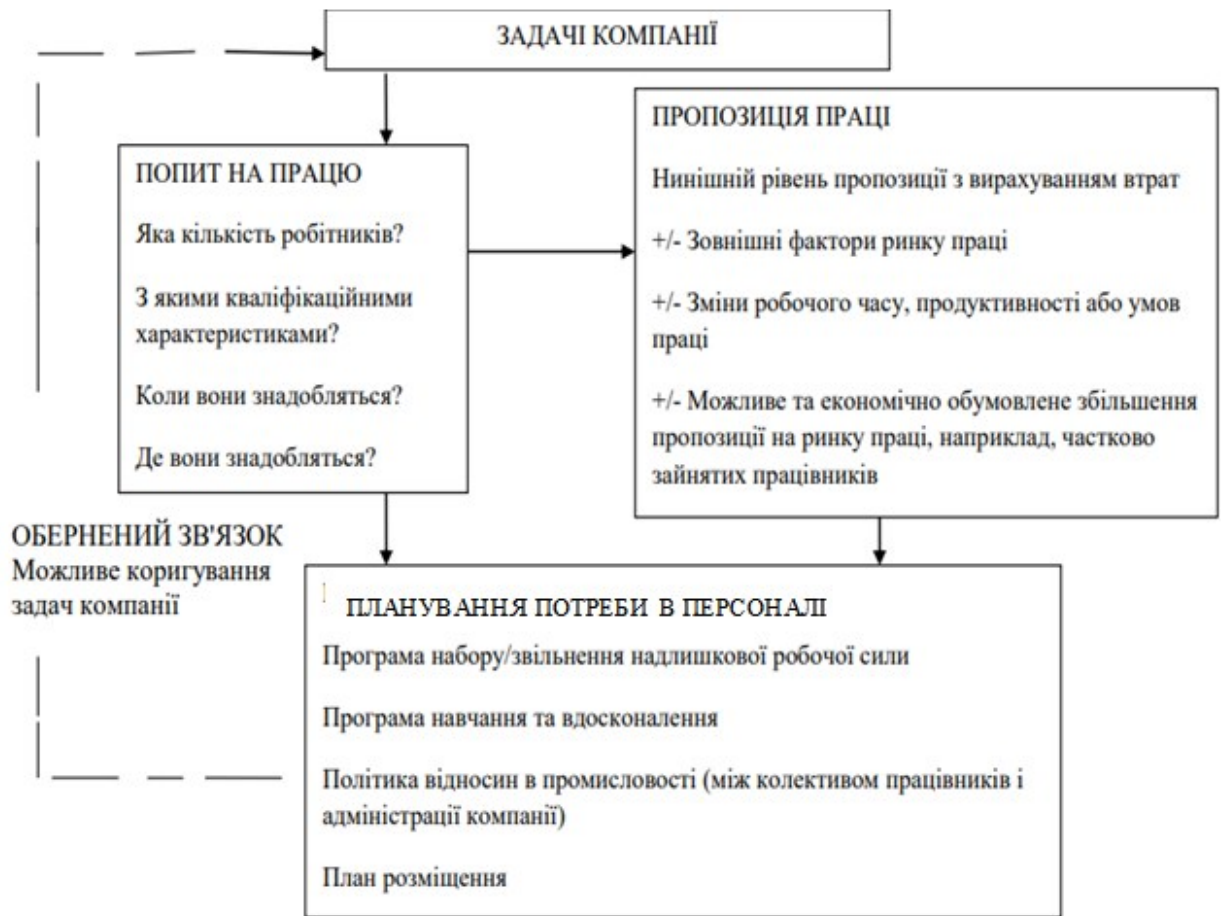 ЗАДАЧІ КОМПАНІЇ
ПОПИТ НА ПРАЦЮ
Яка кількість робітників?
З якими кваліфікаційними
характеристиками?
Коли вони знадобляться?
Де вони знадобляться?
ПРОПОЗИЦІЯ ПРАЦІ
Нинішній рівень пропозиції з вирахуванням втрат
+/- Зовнішні фактори ринку праці
+/- Зміни робочого часу, продуктивності або умов
праці
+/- Можливе та економічно обумовлене збільшення
пропозиції на ринку праці, наприклад, частково
зайнятих працівників
ОБЕРНЕНИЙ ЗВ'ЯЗОК
Можливе коригування
задач компанії
ПЛАНУВАННЯ ПОТРЕБИ В ПЕРСОНАЛІ
Програма набору/звільнення надлишкової робочої сили
Програма навчання та вдосконалення
Політика відносин в промисловості (між колективом працівників і
адміністрації компанії)
План розміщення